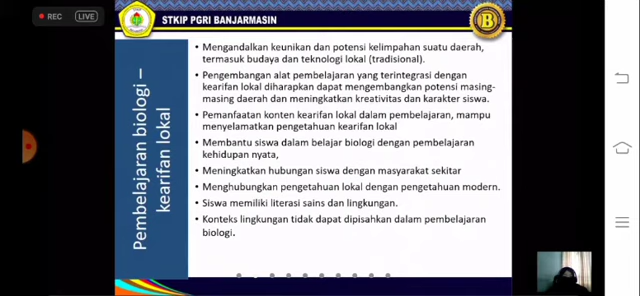 REC
LIVE
STKIP PGRI BANJARMASIN
B
Pembelajaran biologi –
kearifan lokal
• Mengandalkan keunikan dan potensi kelimpahan suatu daerah,
termasuk budaya dan teknologi lokal (tradisional).
• Pengembangan alat pembelajaran yang terintegrasi dengan
kearifan lokal diharapkan dapat mengembangkan potensi masing-
masing daerah dan meningkatkan kreativitas dan karakter siswa.
• Pemanfaatan konten kearifan lokal dalam pembelajaran, mampu
menyelamatkan pengetahuan kearifan lokal
• Membantu siswa dalam belajar biologi dengan pembelajaran
kehidupan nyata,
• Meningkatkan hubungan siswa dengan masyarakat sekitar
• Menghubungkan pengetahuan lokal dengan pengetahuan modern.
• Siswa memiliki literasi sains dan lingkungan.
• Konteks lingkungan tidak dapat dipisahkan dalam pembelajaran
biologi.